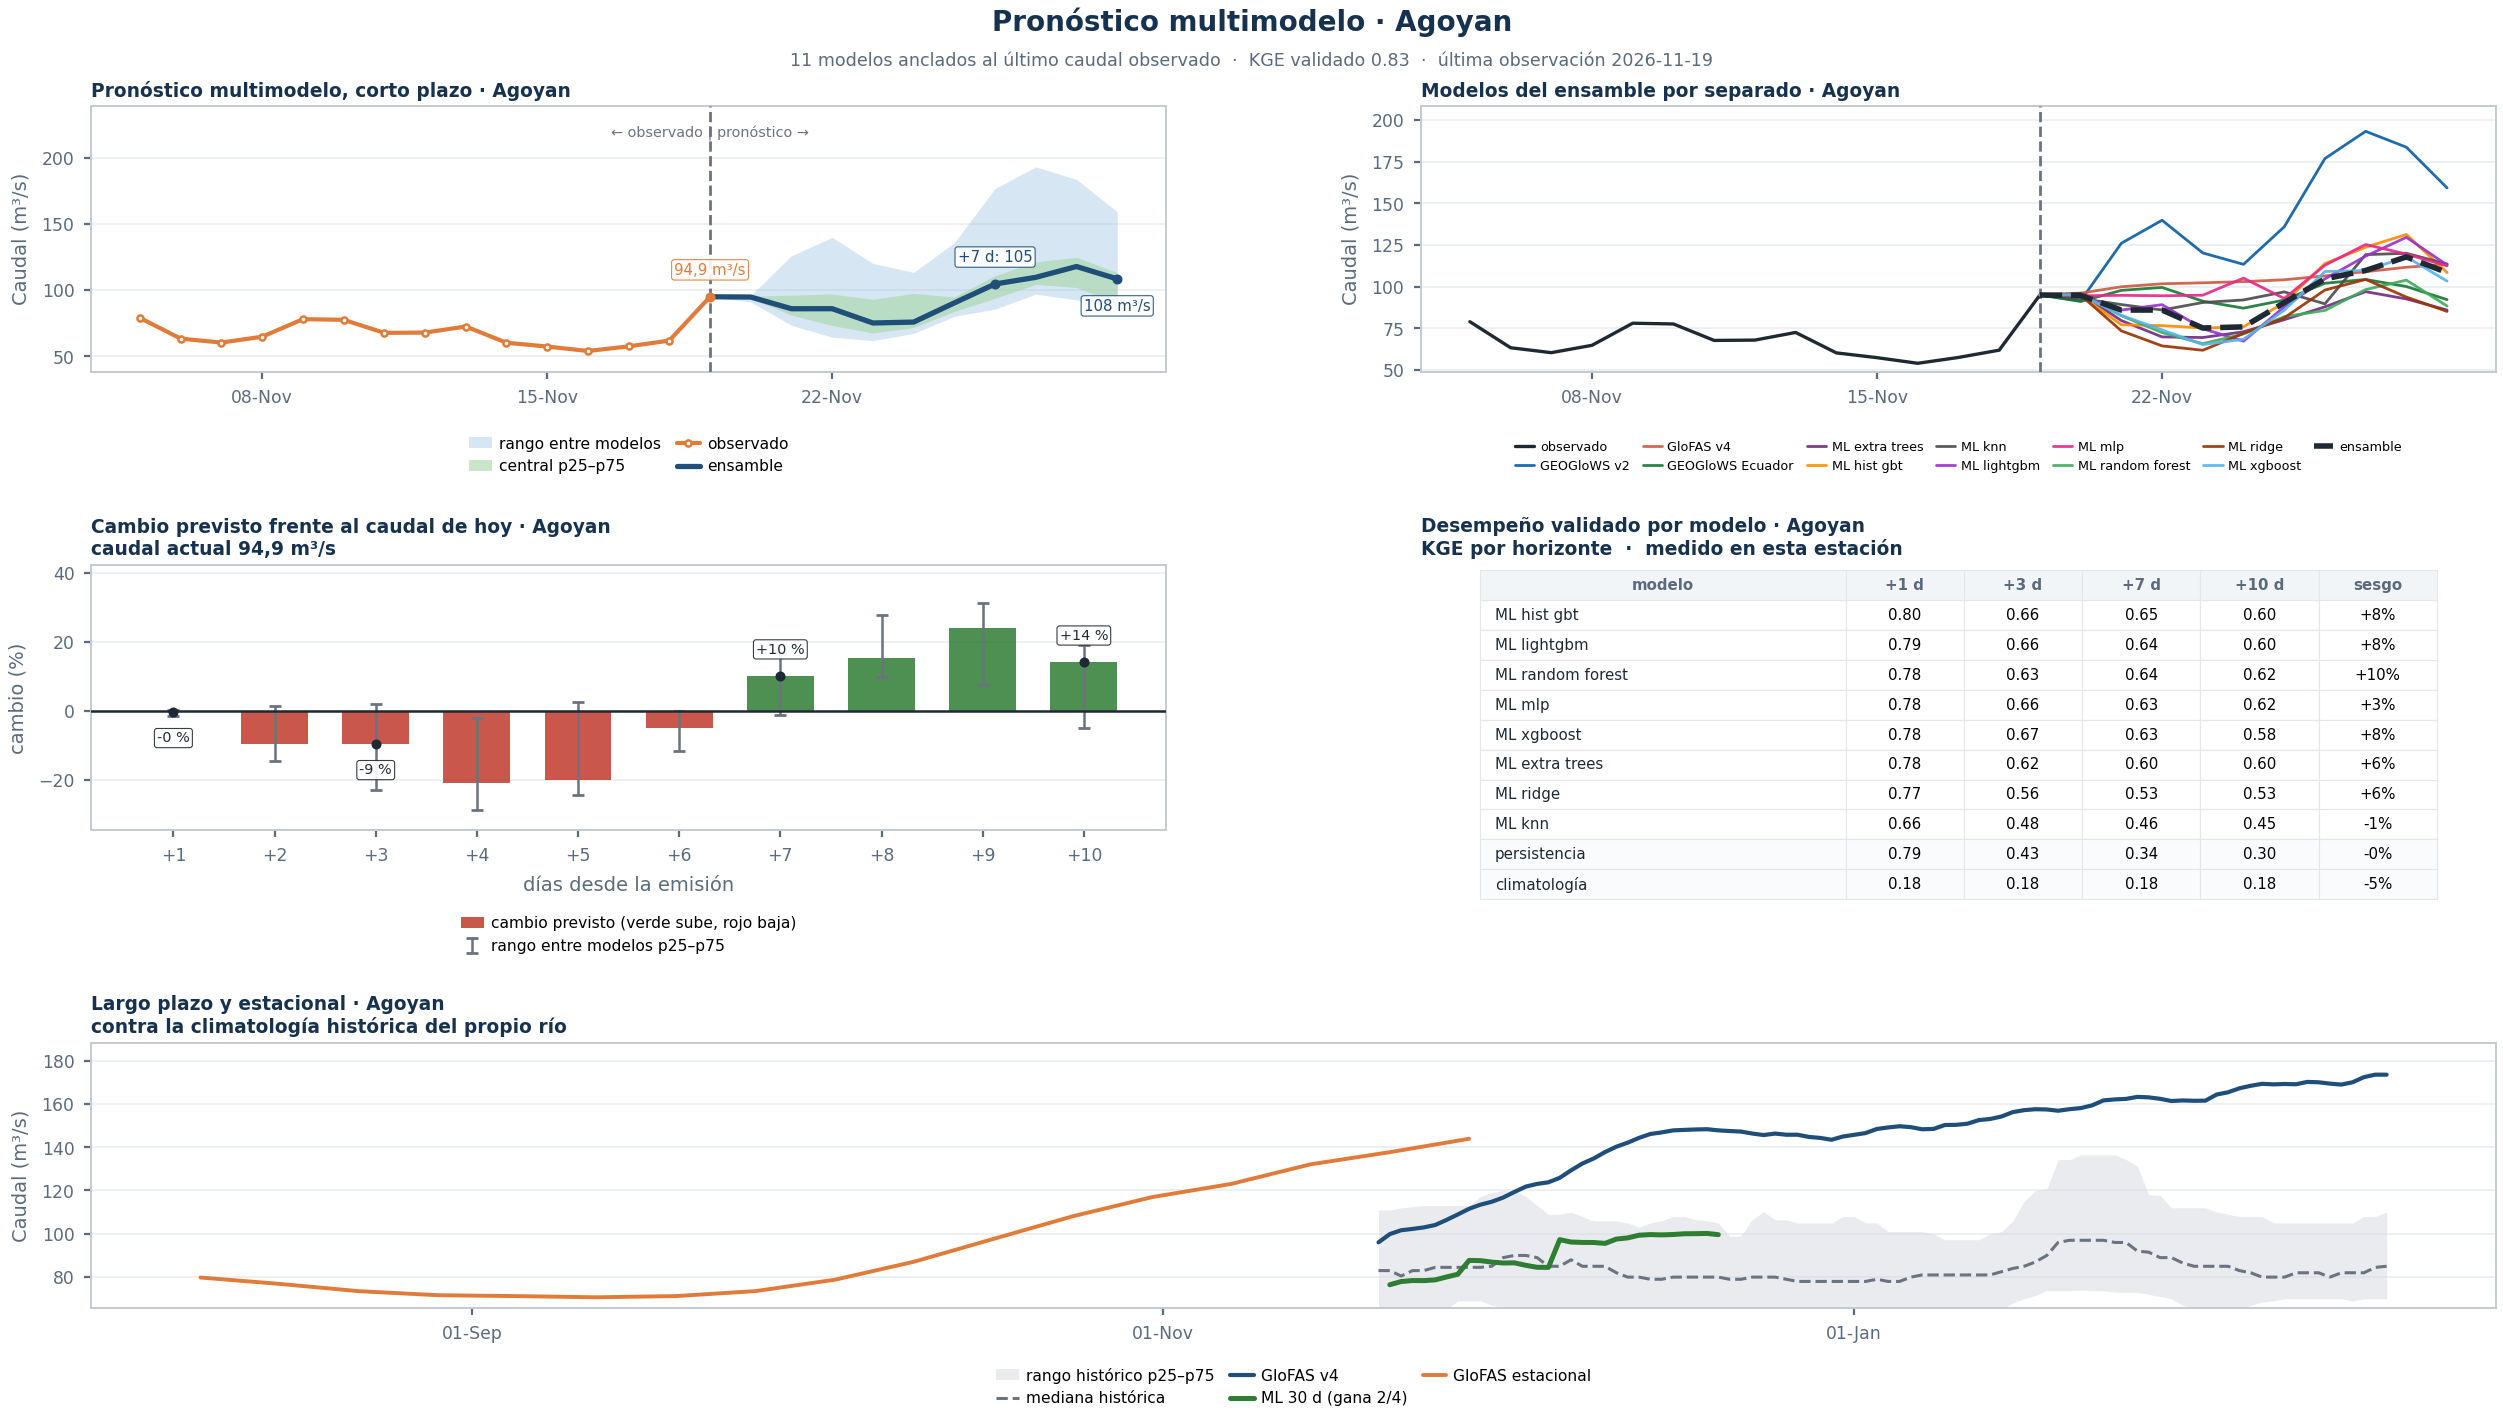 Pronóstico multimodelo · Agoyan
11 modelos anclados al último caudal observado · KGE validado 0.83 · última observación 2026-11-19
Pronóstico multimodelo, corto plazo · Agoyan
Caudal (m³/s)
200
150
100
50
← observado | pronóstico →
94,9 m³/s
+7 d: 105
108 m³/s
08-Nov 15-Nov 22-Nov
rango entre modelos observado
central p25–p75 ensamble
Modelos del ensamble por separado · Agoyan
Caudal (m³/s)
200
175
150
125
100
75
50
08-Nov 15-Nov 22-Nov
observado GloFAS v4 ML extra trees ML knn ML mlp ML ridge ensamble
GEOGloWS v2 GEOGloWS Ecuador ML hist gbt ML lightgbm ML random forest ML xgboost
Cambio previsto frente al caudal de hoy · Agoyan
caudal actual 94,9 m³/s
cambio (%)
40
20
0
−20
-0 %
-9 %
+10 %
+14 %
+1 +2 +3 +4 +5 +6 +7 +8 +9 +10
días desde la emisión
cambio previsto (verde sube, rojo baja)
rango entre modelos p25–p75
Desempeño validado por modelo · Agoyan
KGE por horizonte · medido en esta estación
modelo +1 d +3 d +7 d +10 d sesgo
ML hist gbt 0.80 0.66 0.65 0.60 +8%
ML lightgbm 0.79 0.66 0.64 0.60 +8%
ML random forest 0.78 0.63 0.64 0.62 +10%
ML mlp 0.78 0.66 0.63 0.62 +3%
ML xgboost 0.78 0.67 0.63 0.58 +8%
ML extra trees 0.78 0.62 0.60 0.60 +6%
ML ridge 0.77 0.56 0.53 0.53 +6%
ML knn 0.66 0.48 0.46 0.45 -1%
persistencia 0.79 0.43 0.34 0.30 -0%
climatología 0.18 0.18 0.18 0.18 -5%
Largo plazo y estacional · Agoyan
contra la climatología histórica del propio río
Caudal (m³/s)
180
160
140
120
100
80
01-Sep 01-Nov 01-Jan
rango histórico p25–p75 GloFAS v4 GloFAS estacional
mediana histórica ML 30 d (gana 2/4)